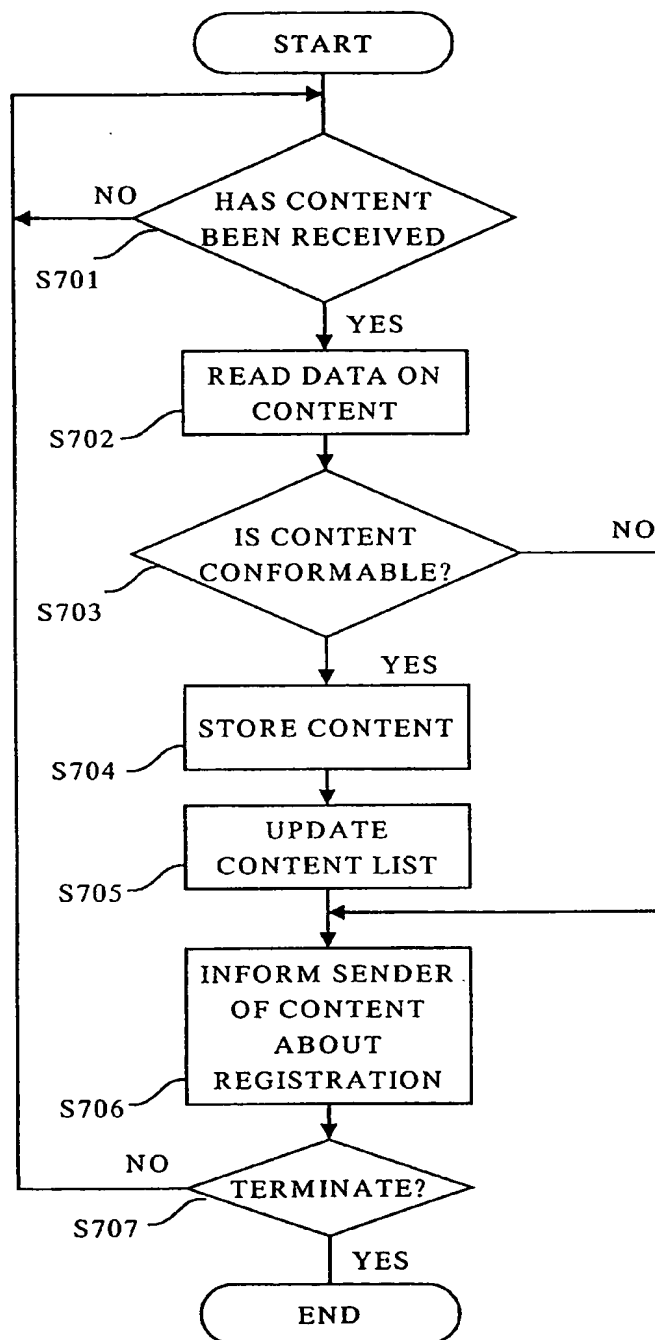 START
NO
HAS CONTENT
BEEN RECEIVED
S701
YES
READ DATA ON
CONTENT
S702
IS CONTENT
CONFORMABLE?
NO
S703
YES
STORE CONTENT
S704
UPDATE
CONTENT LIST
S705
INFORM SENDER
OF CONTENT
ABOUT
REGISTRATION
S706
NO
TERMINATE?
S707
YES
END